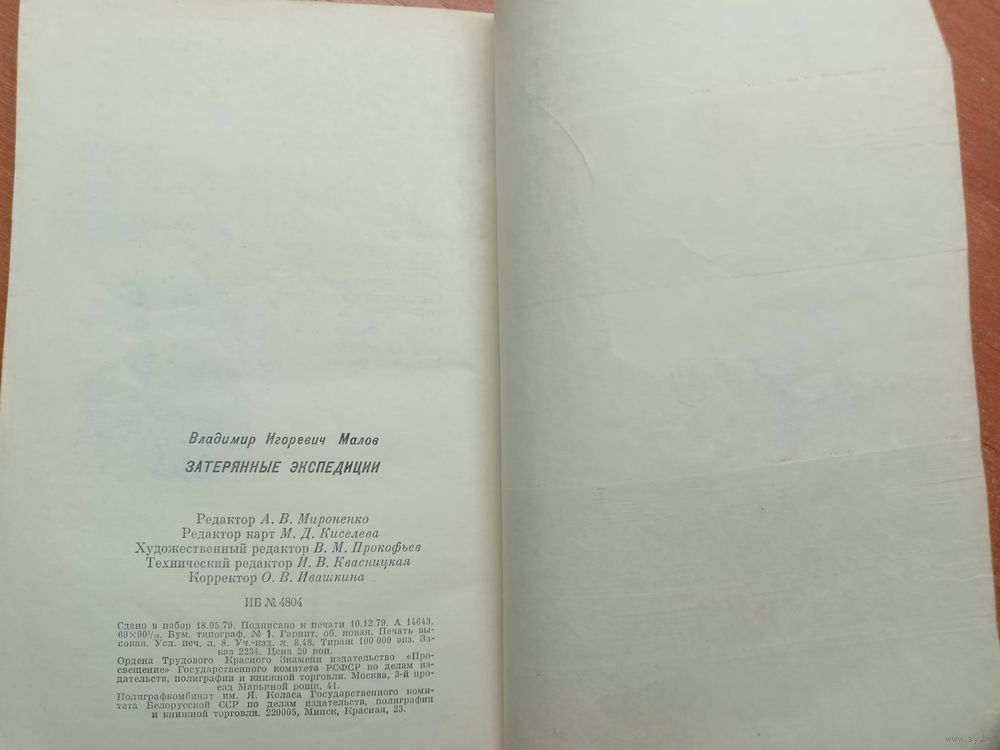 Владимир Игоревич Малов
ЗАТЕРЯННЫЕ ЭКСПЕДИЦИИ
Редактор А. В. Мироненко
Редактор карт М. Д. Киселева
Художественный редактор В. М. Прокофьев
Технический редактор И. В. Квасницкая
Корректор О. В. Ивашкина
ИБ № 4804
Сдано в набор 18.05.79. Подписано к печати 10.12.79. А 14643.
60×90¹/₁₆. Бум. типограф. № 1. Гарнит. об. новая. Печать вы-
сокая. Усл. печ. л. 8. Уч.-изд. л. 8,48. Тираж 100 000 экз. За-
каз 2234. Цена 20 коп.
Ордена Трудового Красного Знамени издательство «Про-
свещение» Государственного комитета РСФСР по делам из-
дательств, полиграфии и книжной торговли. Москва, 3-й про-
езд Марьиной рощи, 41.
Полиграфкомбинат им. Я. Коласа Государственного коми-
тета Белорусской ССР по делам издательств, полиграфии
и книжной торговли. 220005, Минск, Красная, 23.